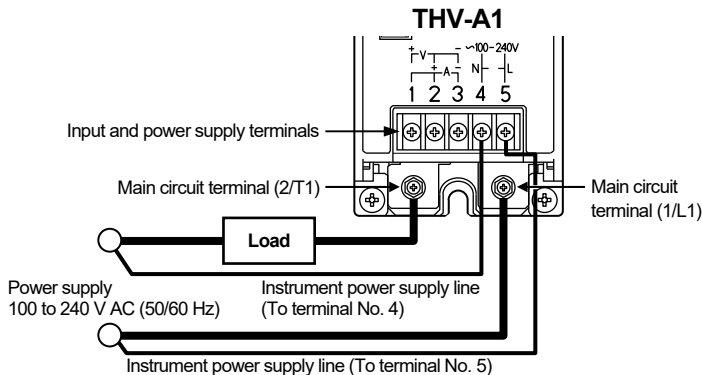 THV-A1
+ V - ∿100-240V
+ A - N L
1 2 3 4 5
Input and power supply terminals
Main circuit terminal (2/T1)
Main circuit
terminal (1/L1)
Load
Power supply
100 to 240 V AC (50/60 Hz)
Instrument power supply line
(To terminal No. 4)
Instrument power supply line (To terminal No. 5)